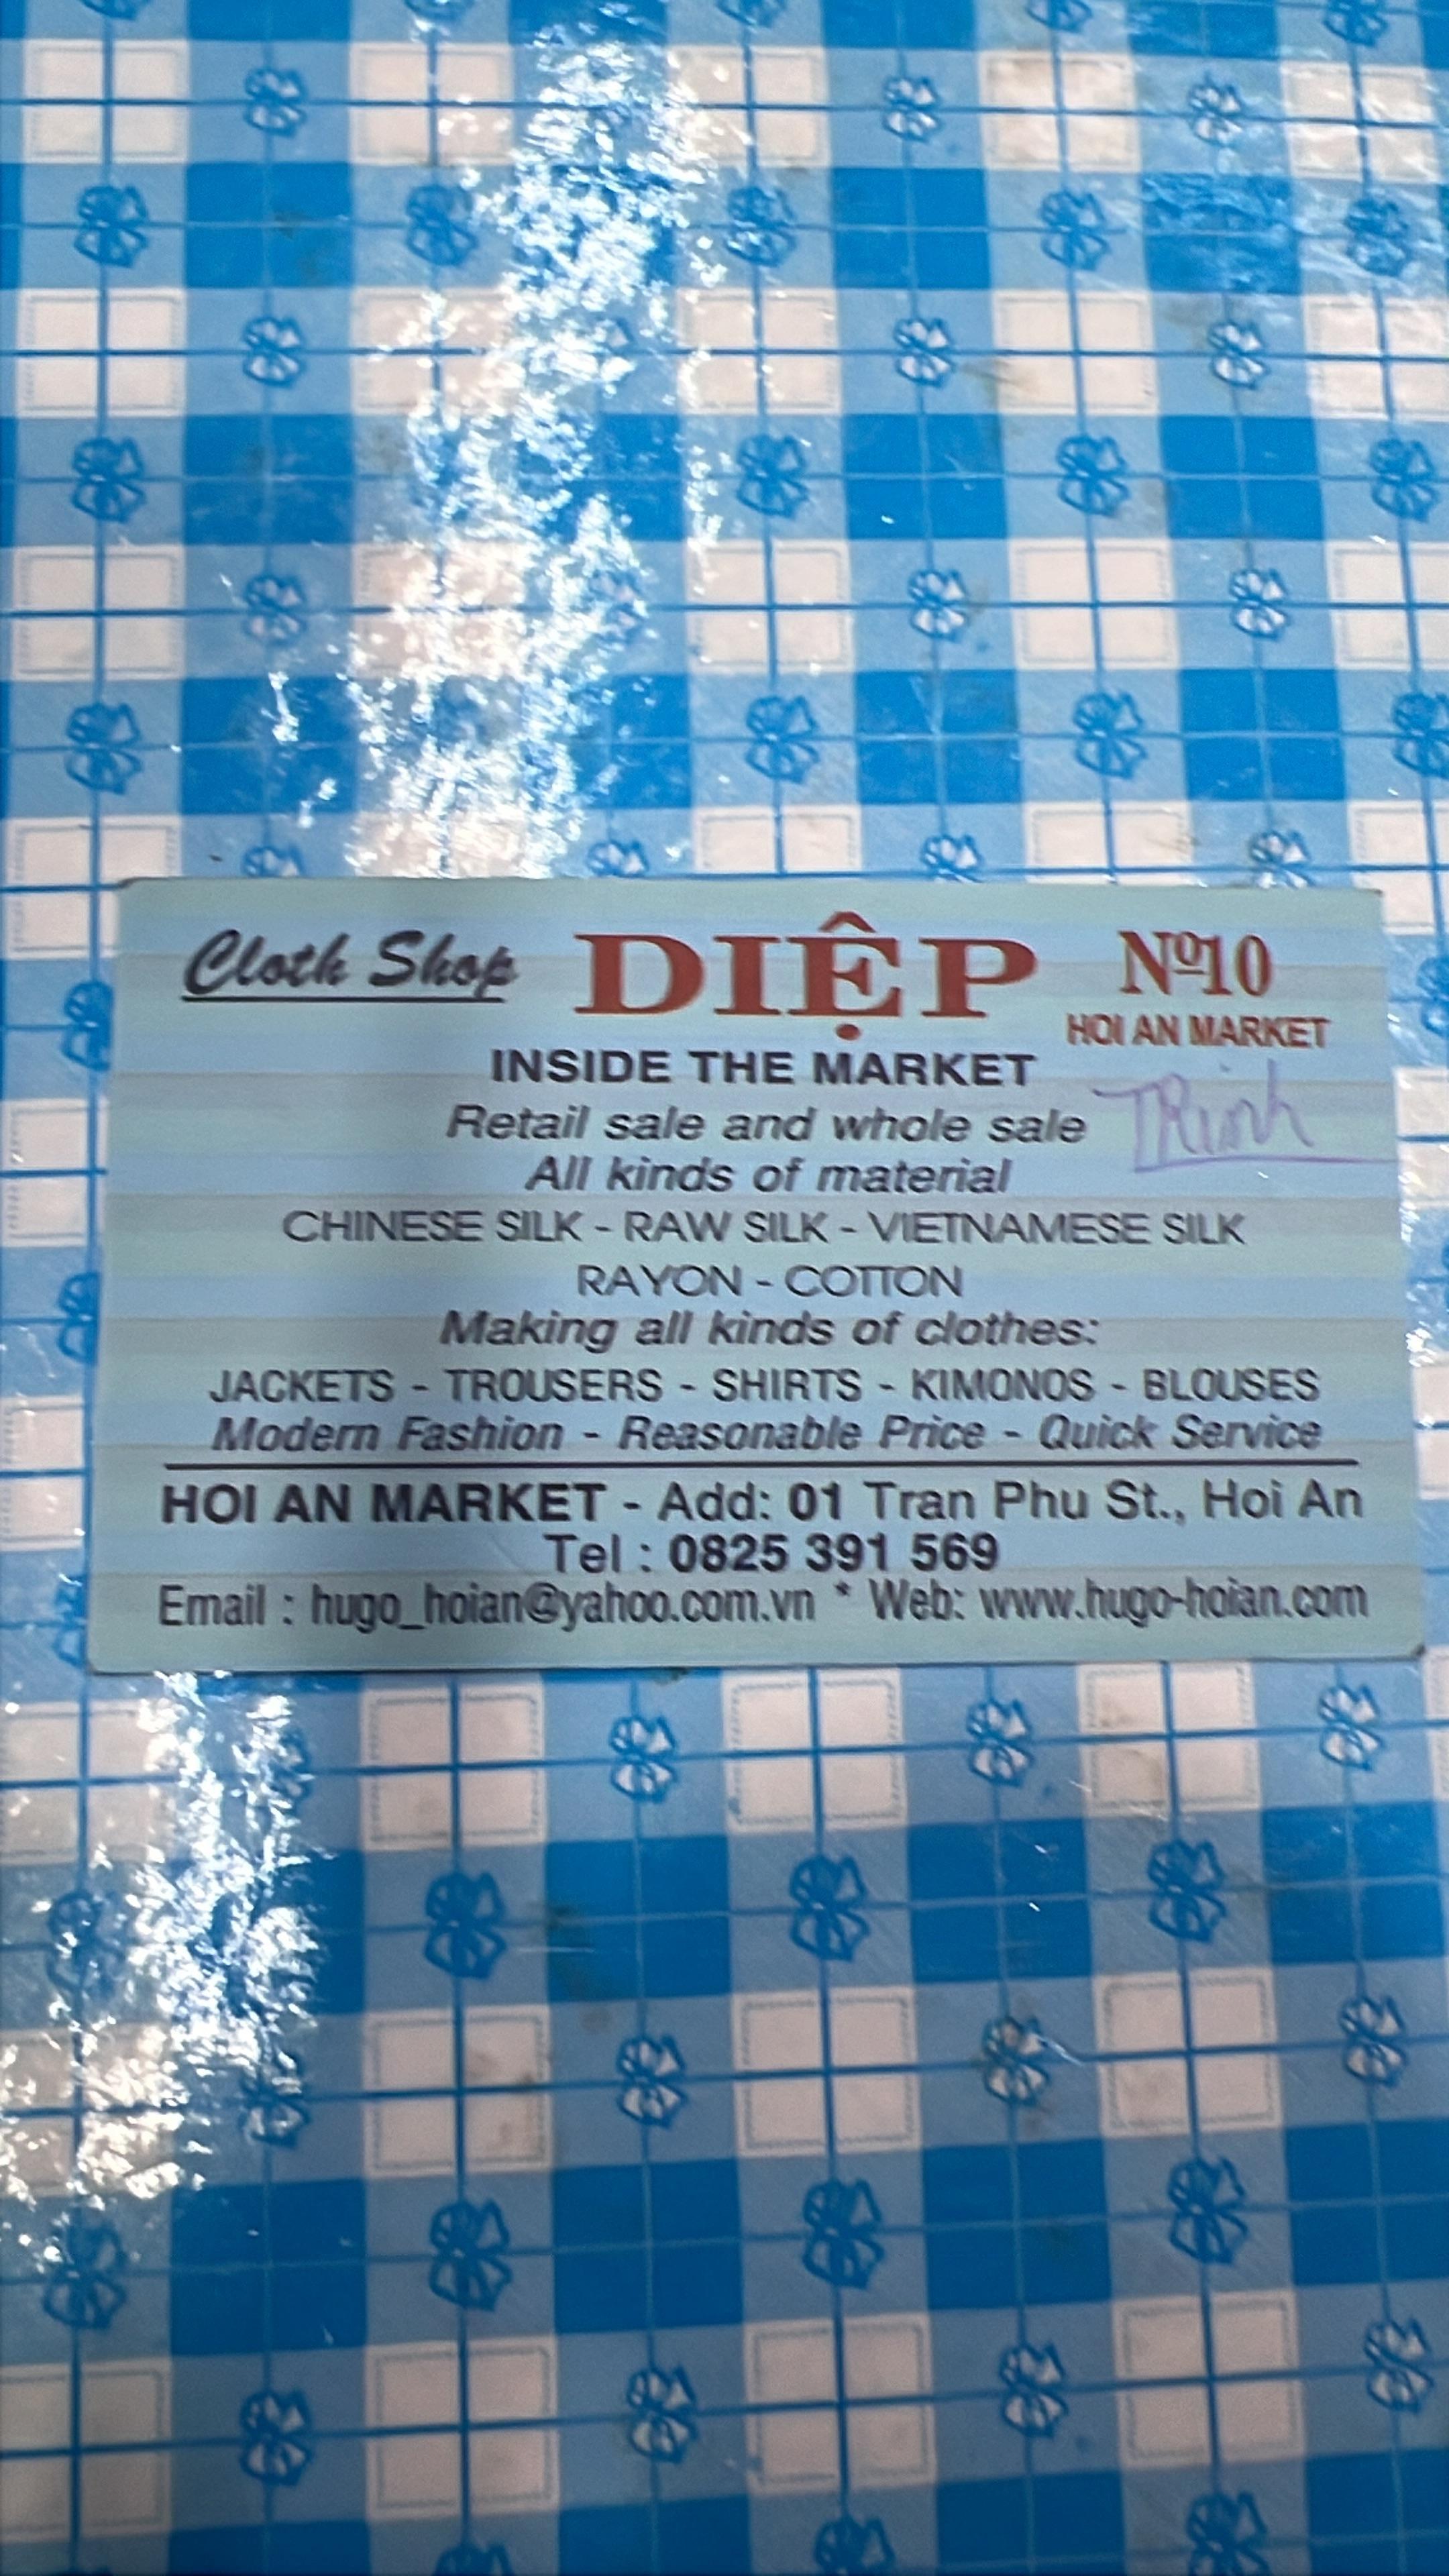 Cloth Shop DIỆP Nº10
HOI AN MARKET
INSIDE THE MARKET
TRinh
Retail sale and whole sale
All kinds of material
CHINESE SILK - RAW SILK - VIETNAMESE SILK
RAYON - COTTON
Making all kinds of clothes:
JACKETS - TROUSERS - SHIRTS - KIMONOS - BLOUSES
Modern Fashion - Reasonable Price - Quick Service
HOI AN MARKET - Add: 01 Tran Phu St., Hoi An
Tel : 0825 391 569
Email : hugo_hoian@yahoo.com.vn * Web: www.hugo-hoian.com